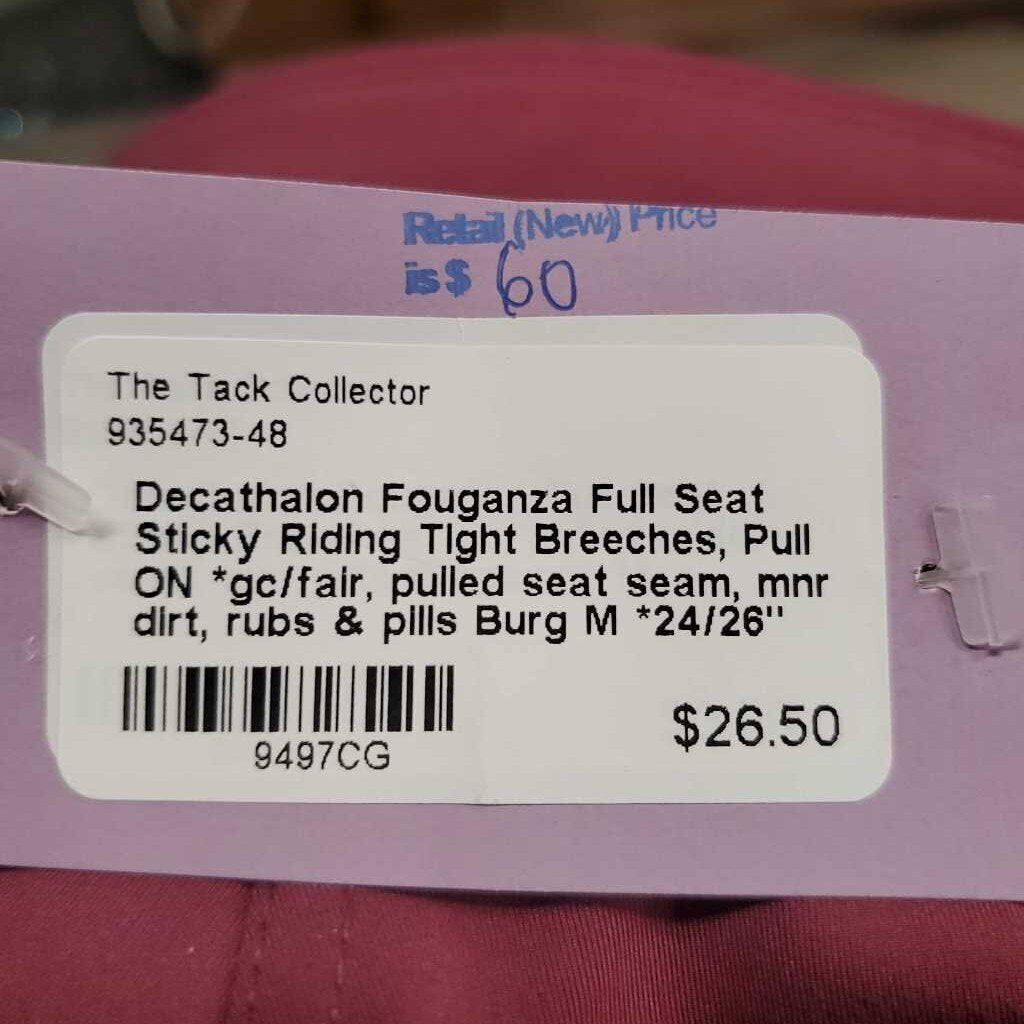 Retail (New) Price
is $ 60
The Tack Collector
935473-48
Decathalon Fouganza Full Seat
Sticky Riding Tight Breeches, Pull
ON *gc/fair, pulled seat seam, mnr
dirt, rubs & pills Burg M *24/26"
9497CG
$26.50